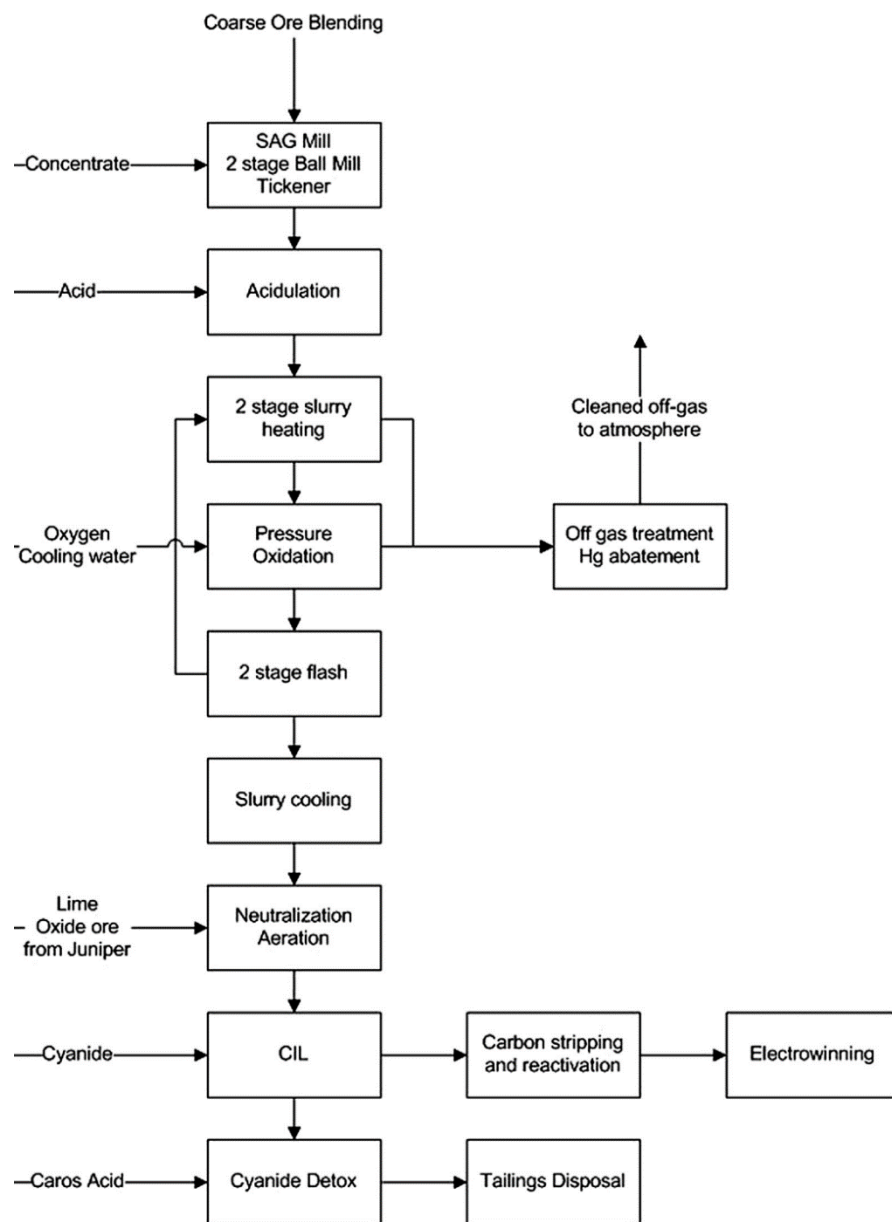 Coarse Ore Blending
SAG Mill
2 stage Ball Mill
Tickener
Concentrate
Acidulation
Acid
2 stage slurry
heating
Cleaned off-gas
to atmosphere
Oxygen
Cooling water
Pressure
Oxidation
Off gas treatment
Hg abatement
2 stage flash
Slurry cooling
Lime
Oxide ore
from Juniper
Neutralization
Aeration
Cyanide
CIL
Carbon stripping
and reactivation
Electrowinning
Caros Acid
Cyanide Detox
Tailings Disposal